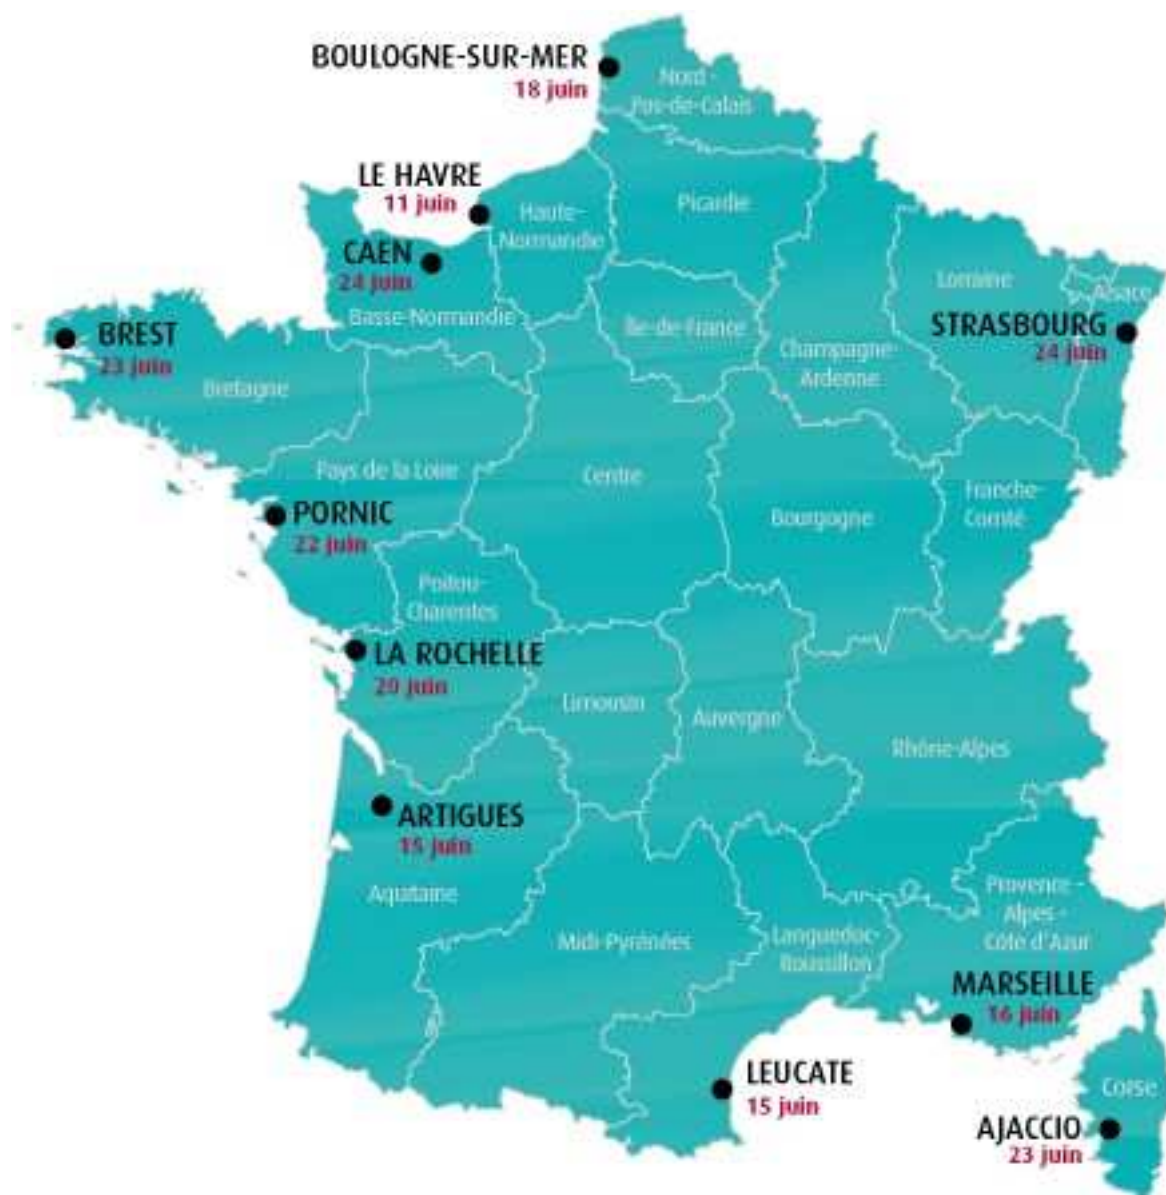 BOULOGNE-SUR-MER
18 juin
Nord -
Pas-de-Calais
LE HAVRE
11 juin
Haute-
Normandie
Picardie
CAEN
24 juin
Basse-Normandie
Lorraine
Alsace
STRASBOURG
24 juin
Île-de-France
Champagne-
Ardenne
BREST
23 juin
Bretagne
Pays de la Loire
Centre
Bourgogne
Franche-
Comté
PORNIC
22 juin
Poitou-
Charentes
LA ROCHELLE
20 juin
Limousin
Auvergne
Rhône-Alpes
ARTIGUES
15 juin
Aquitaine
Midi-Pyrénées
Languedoc-
Roussillon
Provence -
Alpes -
Côte d'Azur
MARSEILLE
16 juin
LEUCATE
15 juin
Corse
AJACCIO
23 juin